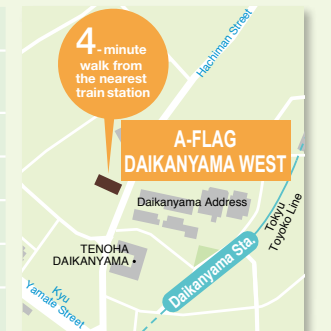 4-minute
walk from
the nearest
train station
Hachiman Street
A-FLAG
DAIKANYAMA WEST
Daikanyama Address
Tokyu
Toyoko Line
TENOHA
DAIKANYAMA
Daikanyama Sta.
Kyu
Yamate Street